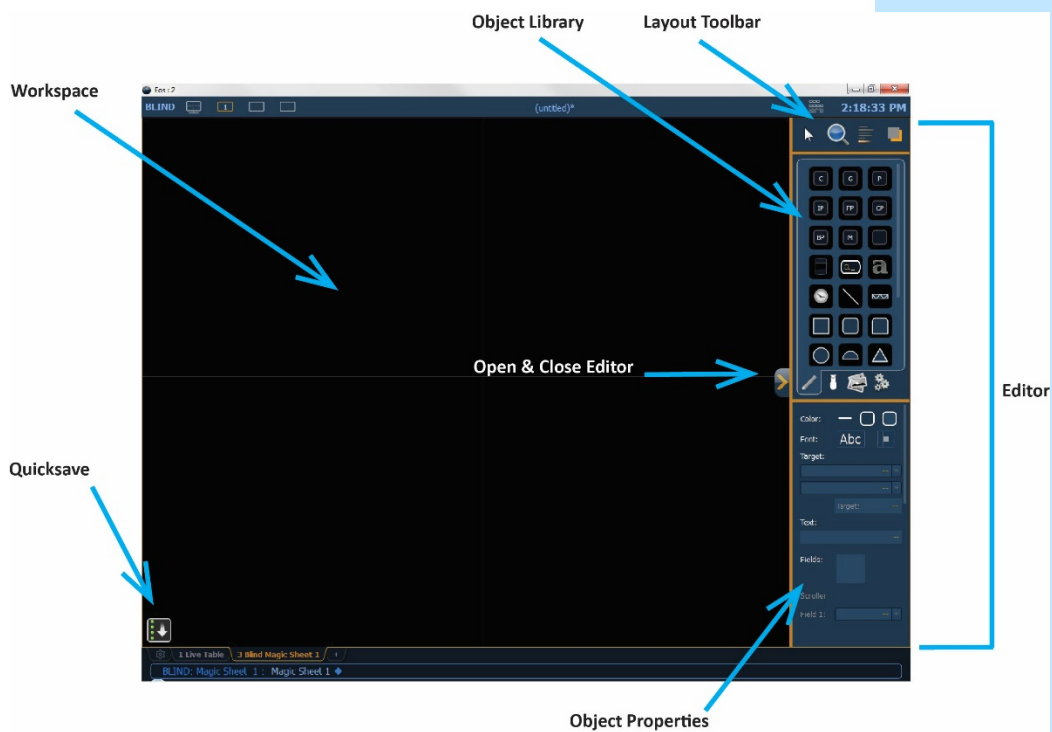 Object Library
Layout Toolbar
Workspace
Eos : 2
BLIND
1
(untitled)*
2:18:33 PM
C G P
IP FP CP
BP M
a
Open & Close Editor
Editor
Color:
Font: Abc
Target:
--
--
Target: --
Text:
--
Quicksave
Fields:
Scroller
Field 1: --
1 Live Table
3 Blind Magic Sheet 1
+
BLIND: Magic Sheet 1 : Magic Sheet 1
Object Properties